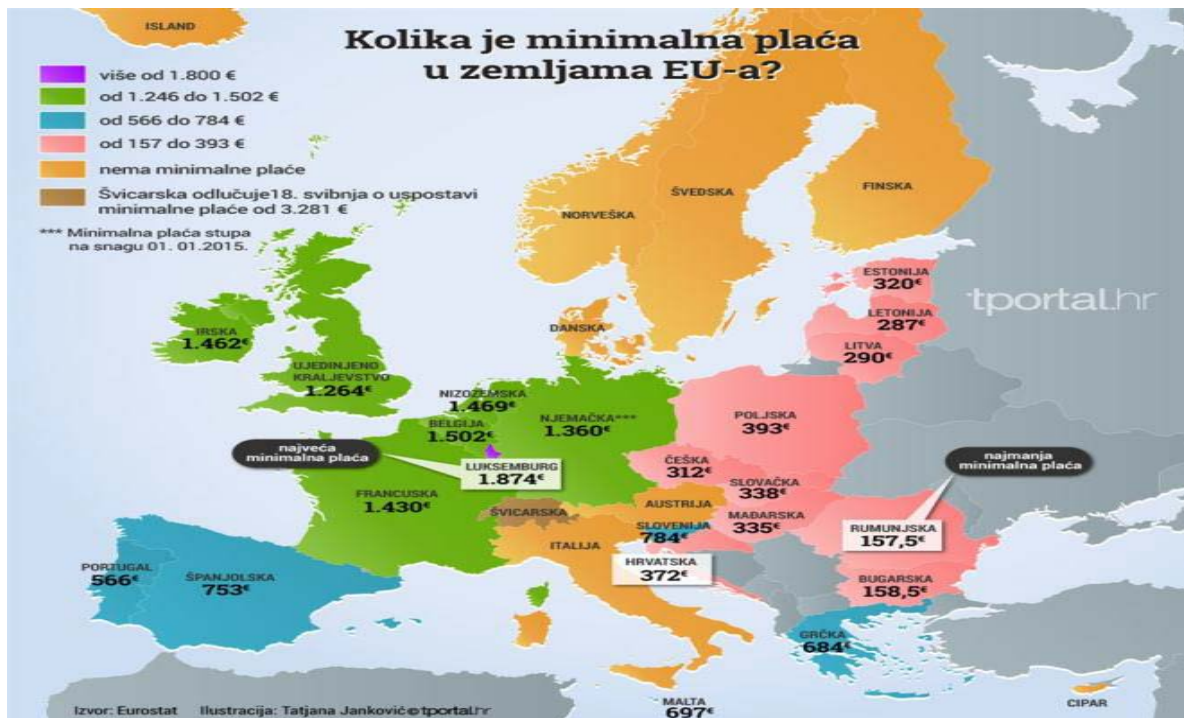 ISLAND
Kolika je minimalna plaća
u zemljama EU-a?
više od 1.800 €
od 1.246 do 1.502 €
od 566 do 784 €
od 157 do 393 €
nema minimalne plaće
Švicarska odlučuje18. svibnja o uspostavi
minimalne plaće od 3.281 €
*** Minimalna plaća stupa
na snagu 01. 01.2015.
NORVEŠKA
ŠVEDSKA
FINSKA
tportal.hr
ESTONIJA
320€
LETONIJA
287€
LITVA
290€
DANSKA
IRSKA
1.462€
UJEDINJENO
KRALJEVSTVO
1.264€
NIZOZEMSKA
1.469€
BELGIJA
1.502€
NJEMAČKA***
1.360€
POLJSKA
393€
najveća
minimalna plaća
LUKSEMBURG
1.874€
ČEŠKA
312€
SLOVAČKA
338€
najmanja
minimalna plaća
FRANCUSKA
1.430€
ŠVICARSKA
AUSTRIJA
MAĐARSKA
335€
RUMUNJSKA
157,5€
ITALIJA
SLOVENIJA
784€
HRVATSKA
372€
BUGARSKA
158,5€
PORTUGAL
566€
ŠPANJOLSKA
753€
GRČKA
684€
MALTA
697€
CIPAR
Izvor: Eurostat Ilustracija: Tatjana Janković©tportal.hr